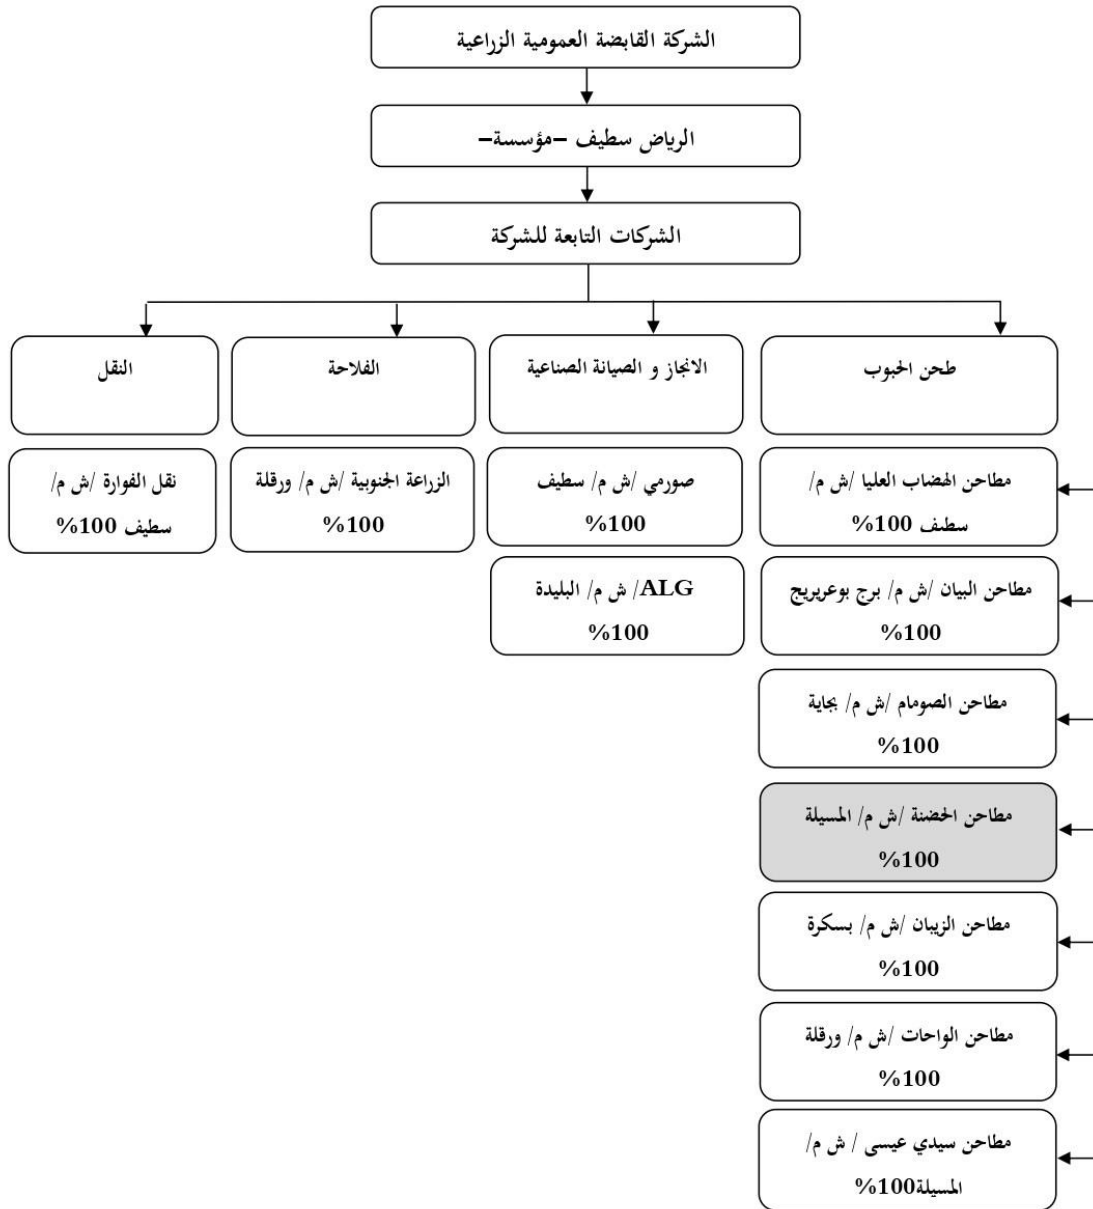 الشركة القابضة العمومية الزراعية
الرياض سطيف –مؤسسة–
الشركات التابعة للشركة
طحن الحبوب
الانجاز و الصيانة الصناعية
الفلاحة
النقل
مطاحن الهضاب العليا /ش م/
سطيف 100%
صورمي /ش م/ سطيف
100%
الزراعة الجنوبية /ش م/ ورقلة
100%
نقل الفوارة /ش م/
سطيف 100%
مطاحن البيان /ش م/ برج بوعريريج
100%
ALG/ ش م/ البليدة
100%
مطاحن الصومام /ش م/ بجاية
100%
مطاحن الحضنة /ش م/ المسيلة
100%
مطاحن الزيبان /ش م/ بسكرة
100%
مطاحن الواحات /ش م/ ورقلة
100%
مطاحن سيدي عيسى / ش م/
المسيلة100%